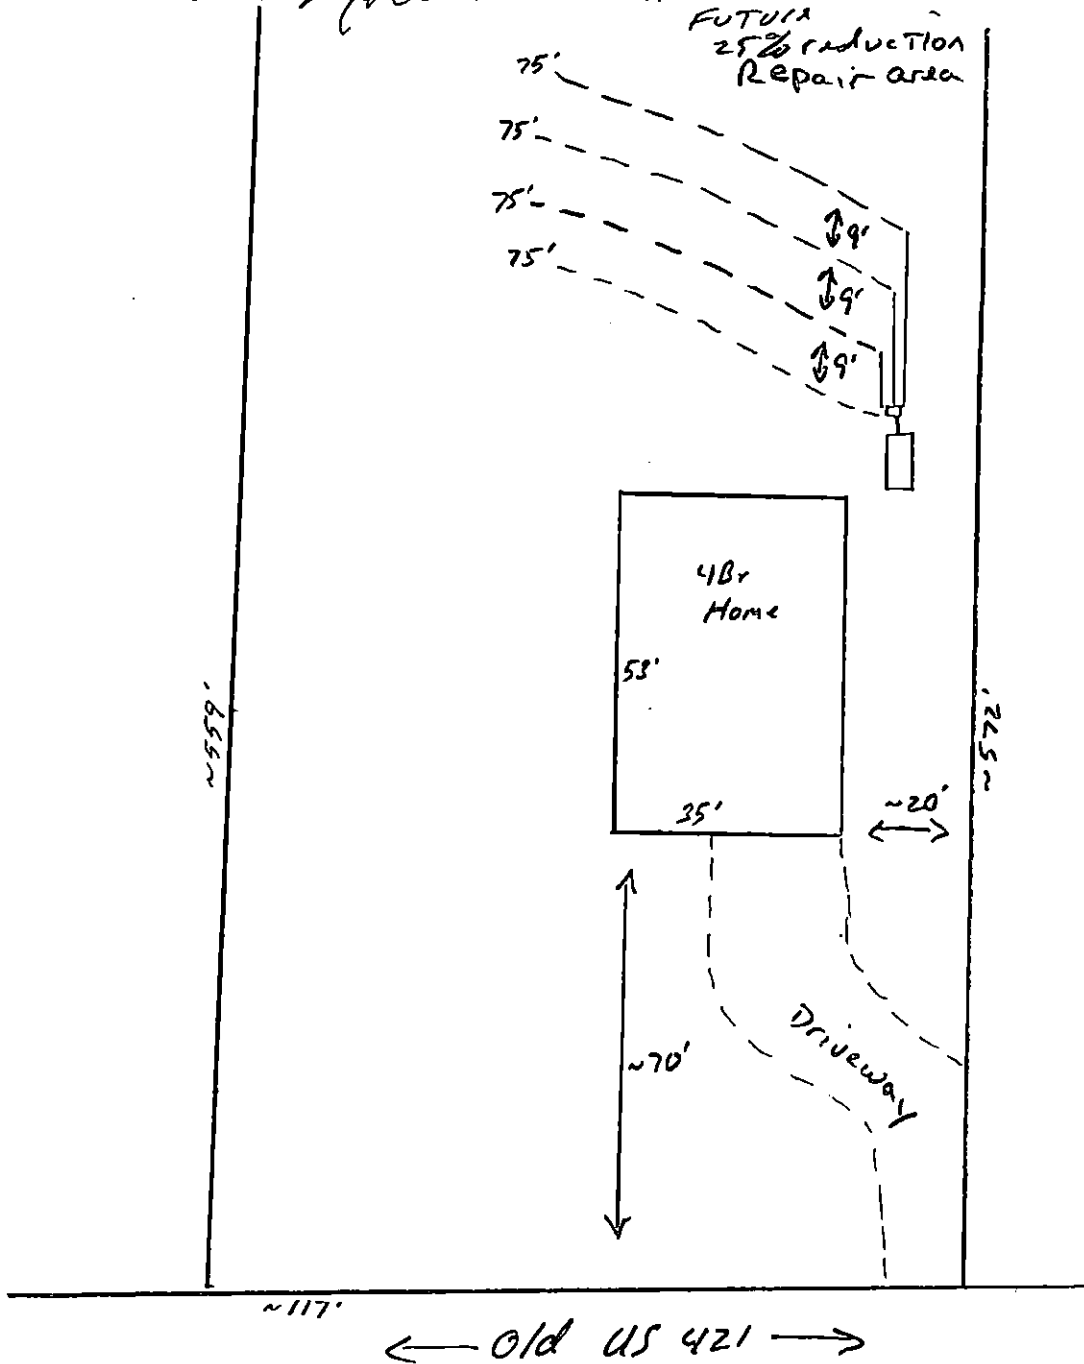 FUTURE
25% reduction
Repair area
75'
75'
75'
75'
9'
9'
9'
4Br
Home
53'
35'
~20'
~559'
~522'
~70'
Driveway
~117'
← Old US 421 →